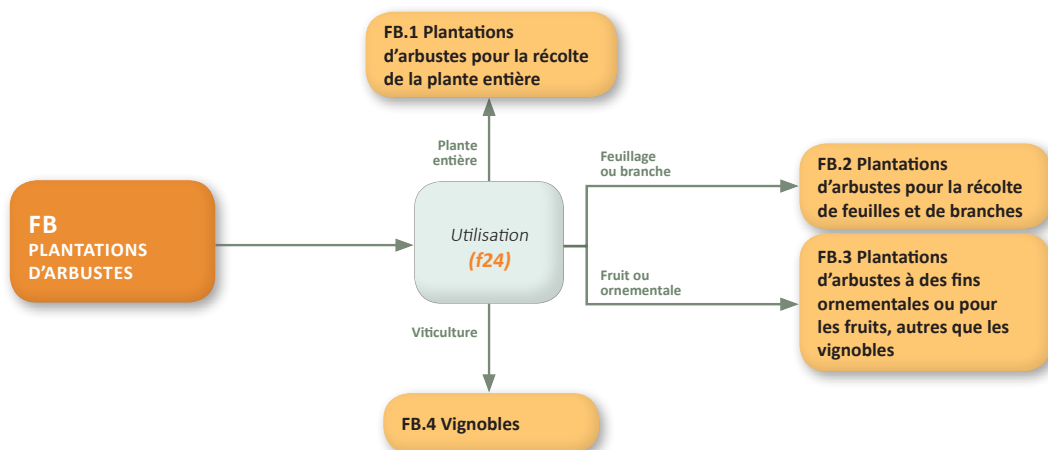 FB.1 Plantations
d'arbustes pour la récolte
de la plante entière
Plante
entière
Feuillage
ou branche
FB.2 Plantations
d'arbustes pour la récolte
de feuilles et de branches
FB
PLANTATIONS
D'ARBUSTES
Utilisation
(f24)
Fruit ou
ornementale
FB.3 Plantations
d'arbustes à des fins
ornementales ou pour
les fruits, autres que les
vignobles
Viticulture
FB.4 Vignobles